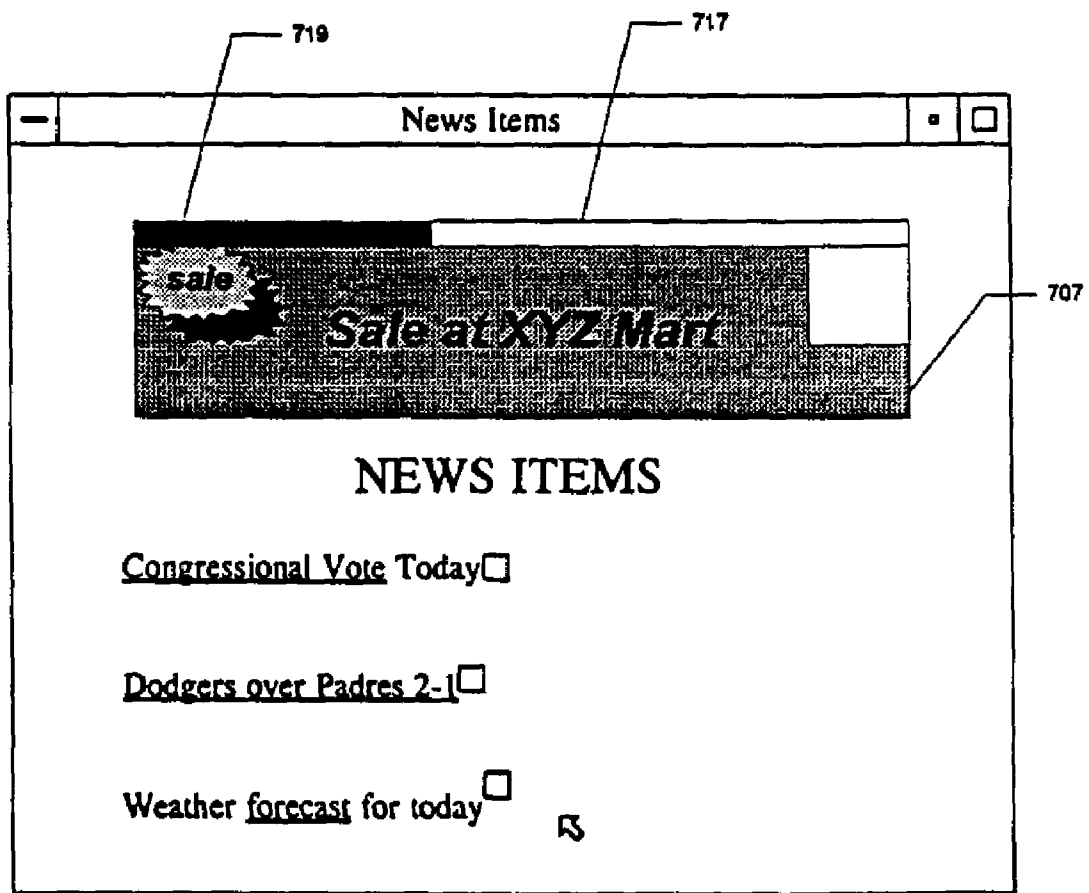 719
717
News Items
sale
Sale at XYZ Mart
707
NEWS ITEMS
Congressional Vote Today
Dodgers over Padres 2-1
Weather forecast for today